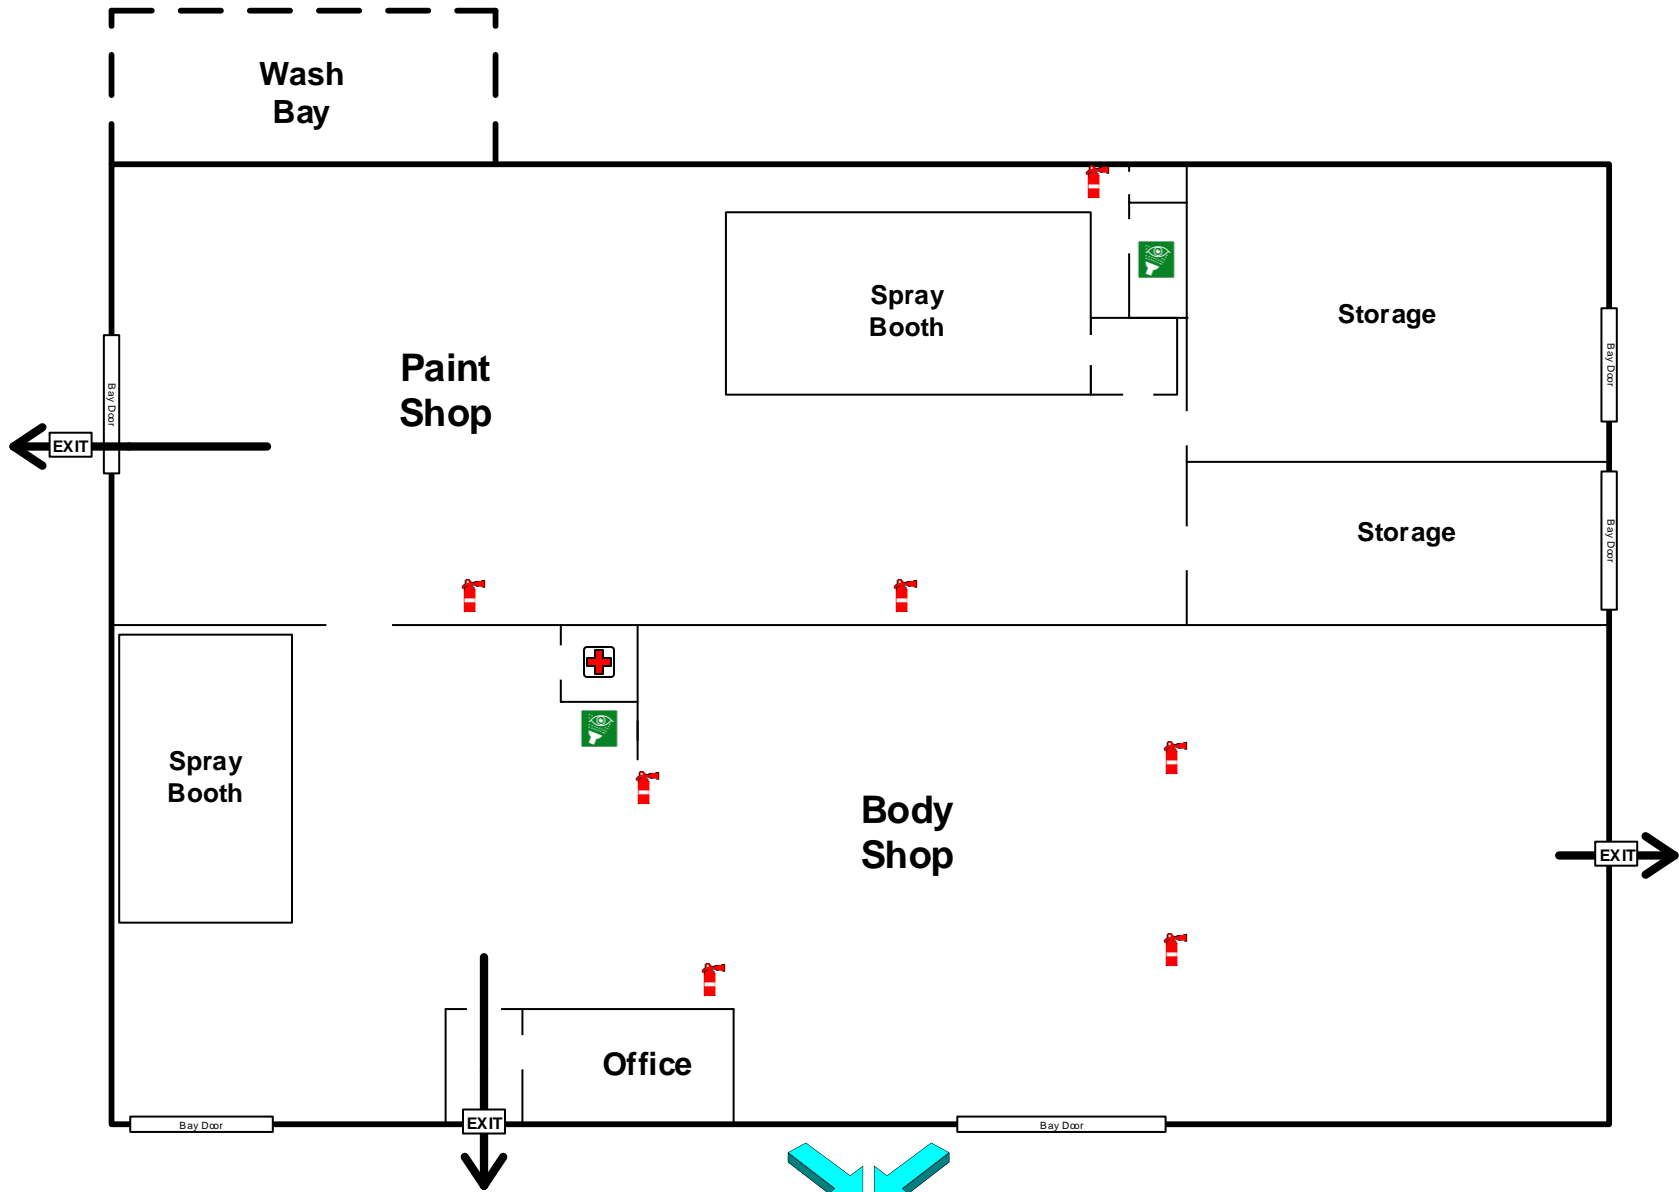 Wash
Bay
Spray
Booth
Storage
Bay Door
Paint
Shop
Bay Door
EXIT
Storage
Bay Door
Spray
Booth
Body
Shop
EXIT
Office
EXIT
Bay Door
Bay Door